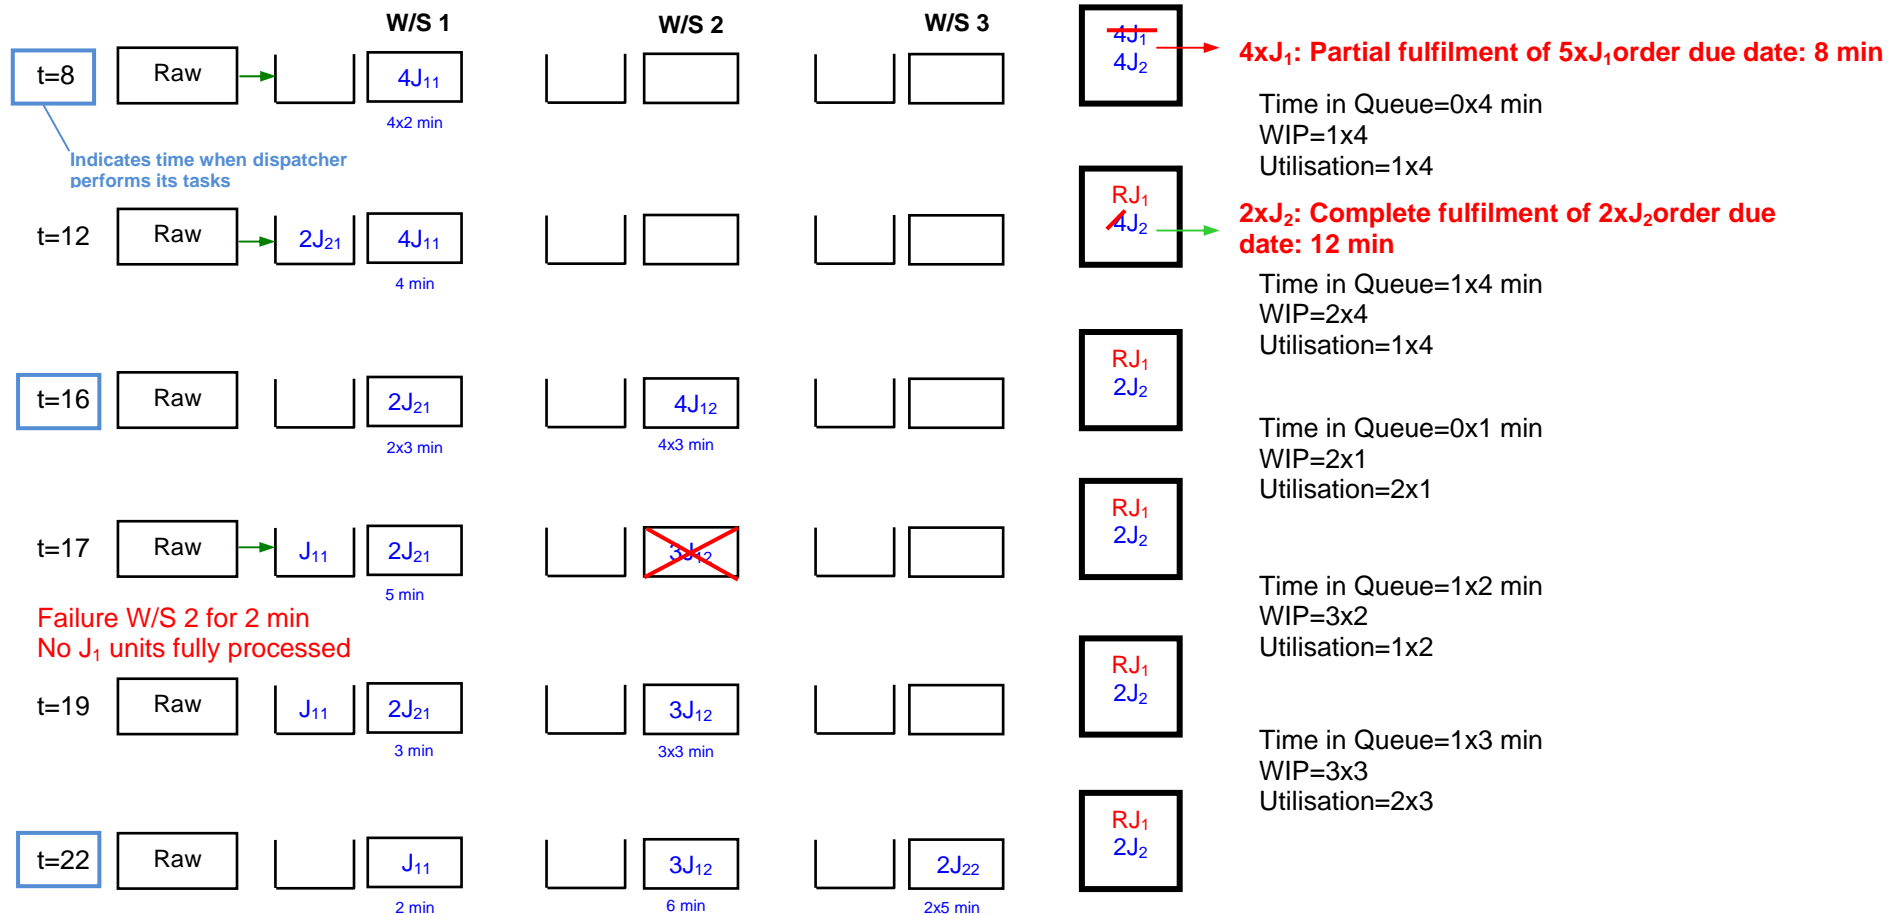 W/S 1
W/S 2
W/S 3
t=8
Raw
4J₁₁
4x2 min
4J₁
4J₂
4xJ₁: Partial fulfilment of 5xJ₁order due date: 8 min
Time in Queue=0x4 min
WIP=1x4
Utilisation=1x4
Indicates time when dispatcher
performs its tasks
t=12
Raw
2J₂₁
4J₁₁
4 min
RJ₁
4J₂
2xJ₂: Complete fulfilment of 2xJ₂order due
date: 12 min
Time in Queue=1x4 min
WIP=2x4
Utilisation=1x4
t=16
Raw
2J₂₁
2x3 min
4J₁₂
4x3 min
RJ₁
2J₂
Time in Queue=0x1 min
WIP=2x1
Utilisation=2x1
t=17
Raw
J₁₁
2J₂₁
5 min
3J₁₂
RJ₁
2J₂
Failure W/S 2 for 2 min
No J₁ units fully processed
Time in Queue=1x2 min
WIP=3x2
Utilisation=1x2
t=19
Raw
J₁₁
2J₂₁
3 min
3J₁₂
3x3 min
RJ₁
2J₂
Time in Queue=1x3 min
WIP=3x3
Utilisation=2x3
t=22
Raw
J₁₁
2 min
3J₁₂
6 min
2J₂₂
2x5 min
RJ₁
2J₂